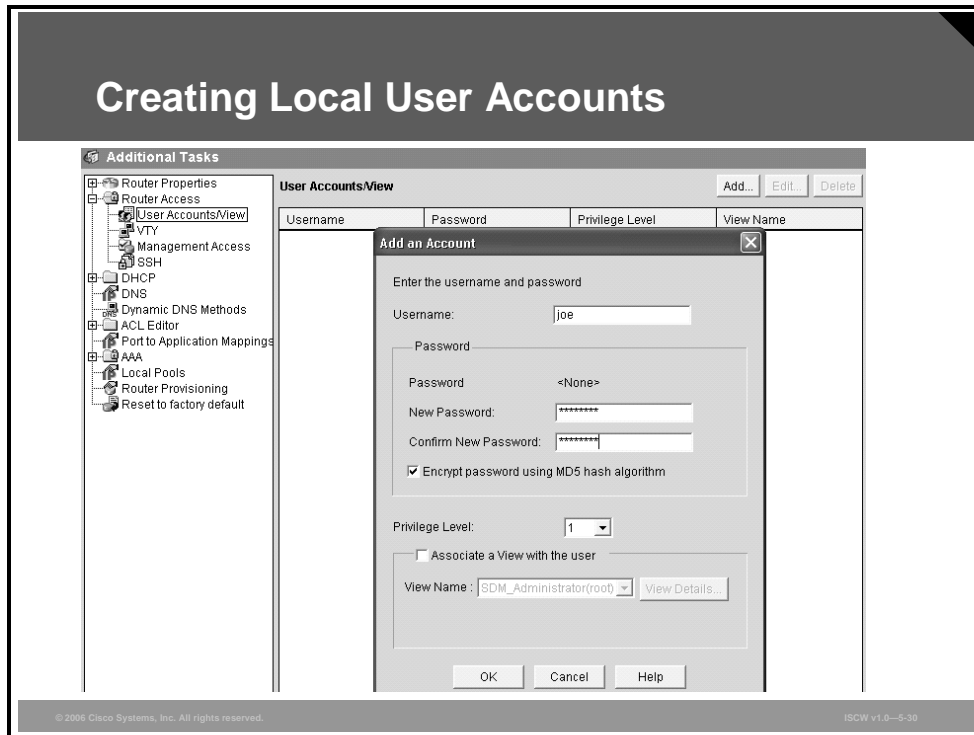 Creating Local User Accounts
Additional Tasks
Router Properties
Router Access
User Accounts/View
VTY
Management Access
SSH
DHCP
DNS
Dynamic DNS Methods
ACL Editor
Port to Application Mappings
AAA
Local Pools
Router Provisioning
Reset to factory default
User Accounts/View
Add... Edit... Delete
Username Password Privilege Level View Name
Add an Account
Enter the username and password
Username: joe
Password
Password <None>
New Password: ********
Confirm New Password: ********
Encrypt password using MD5 hash algorithm
Privilege Level: 1
Associate a View with the user
View Name : SDM_Administrator(root) View Details...
OK Cancel Help
© 2006 Cisco Systems, Inc. All rights reserved. ISCW v1.0—5-30